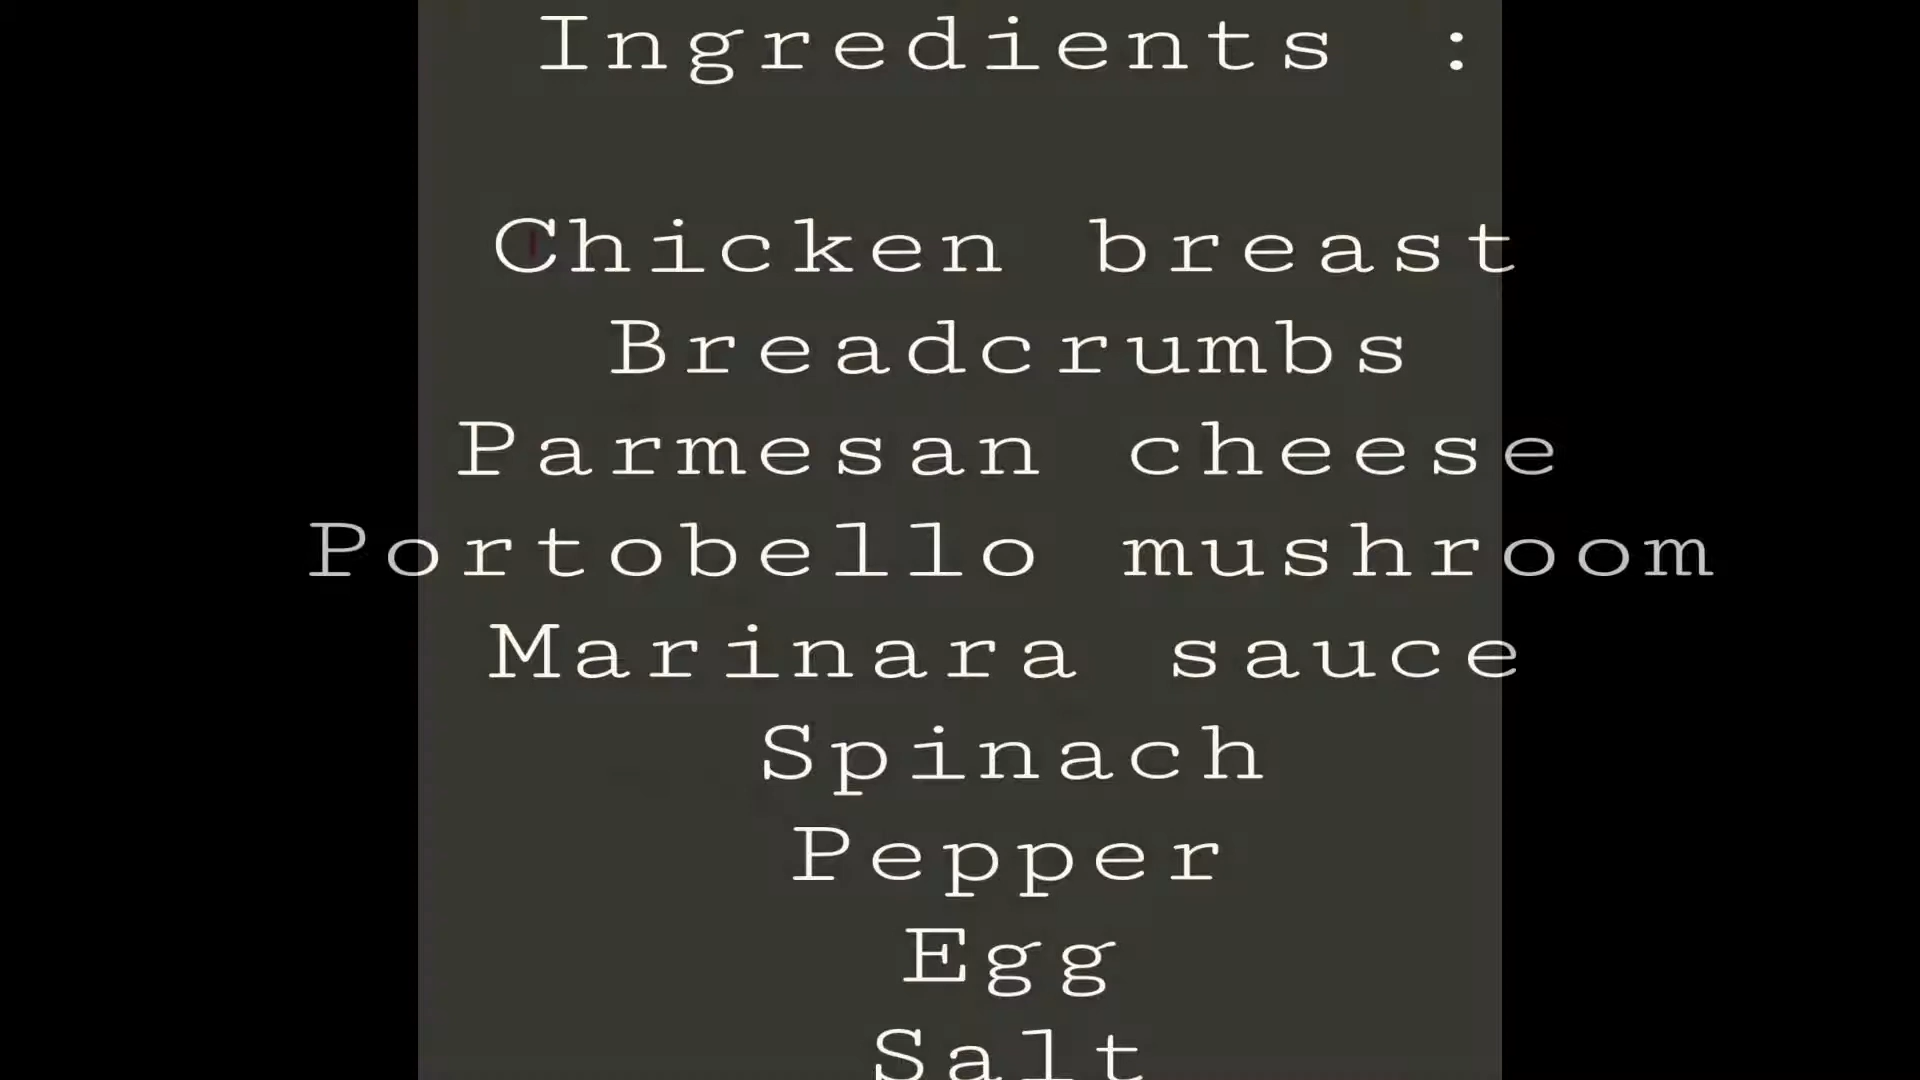 Ingredients :
Chicken breast
Breadcrumbs
Parmesan cheese
Portobello mushroom
Marinara sauce
Spinach
Pepper
Egg
Salt